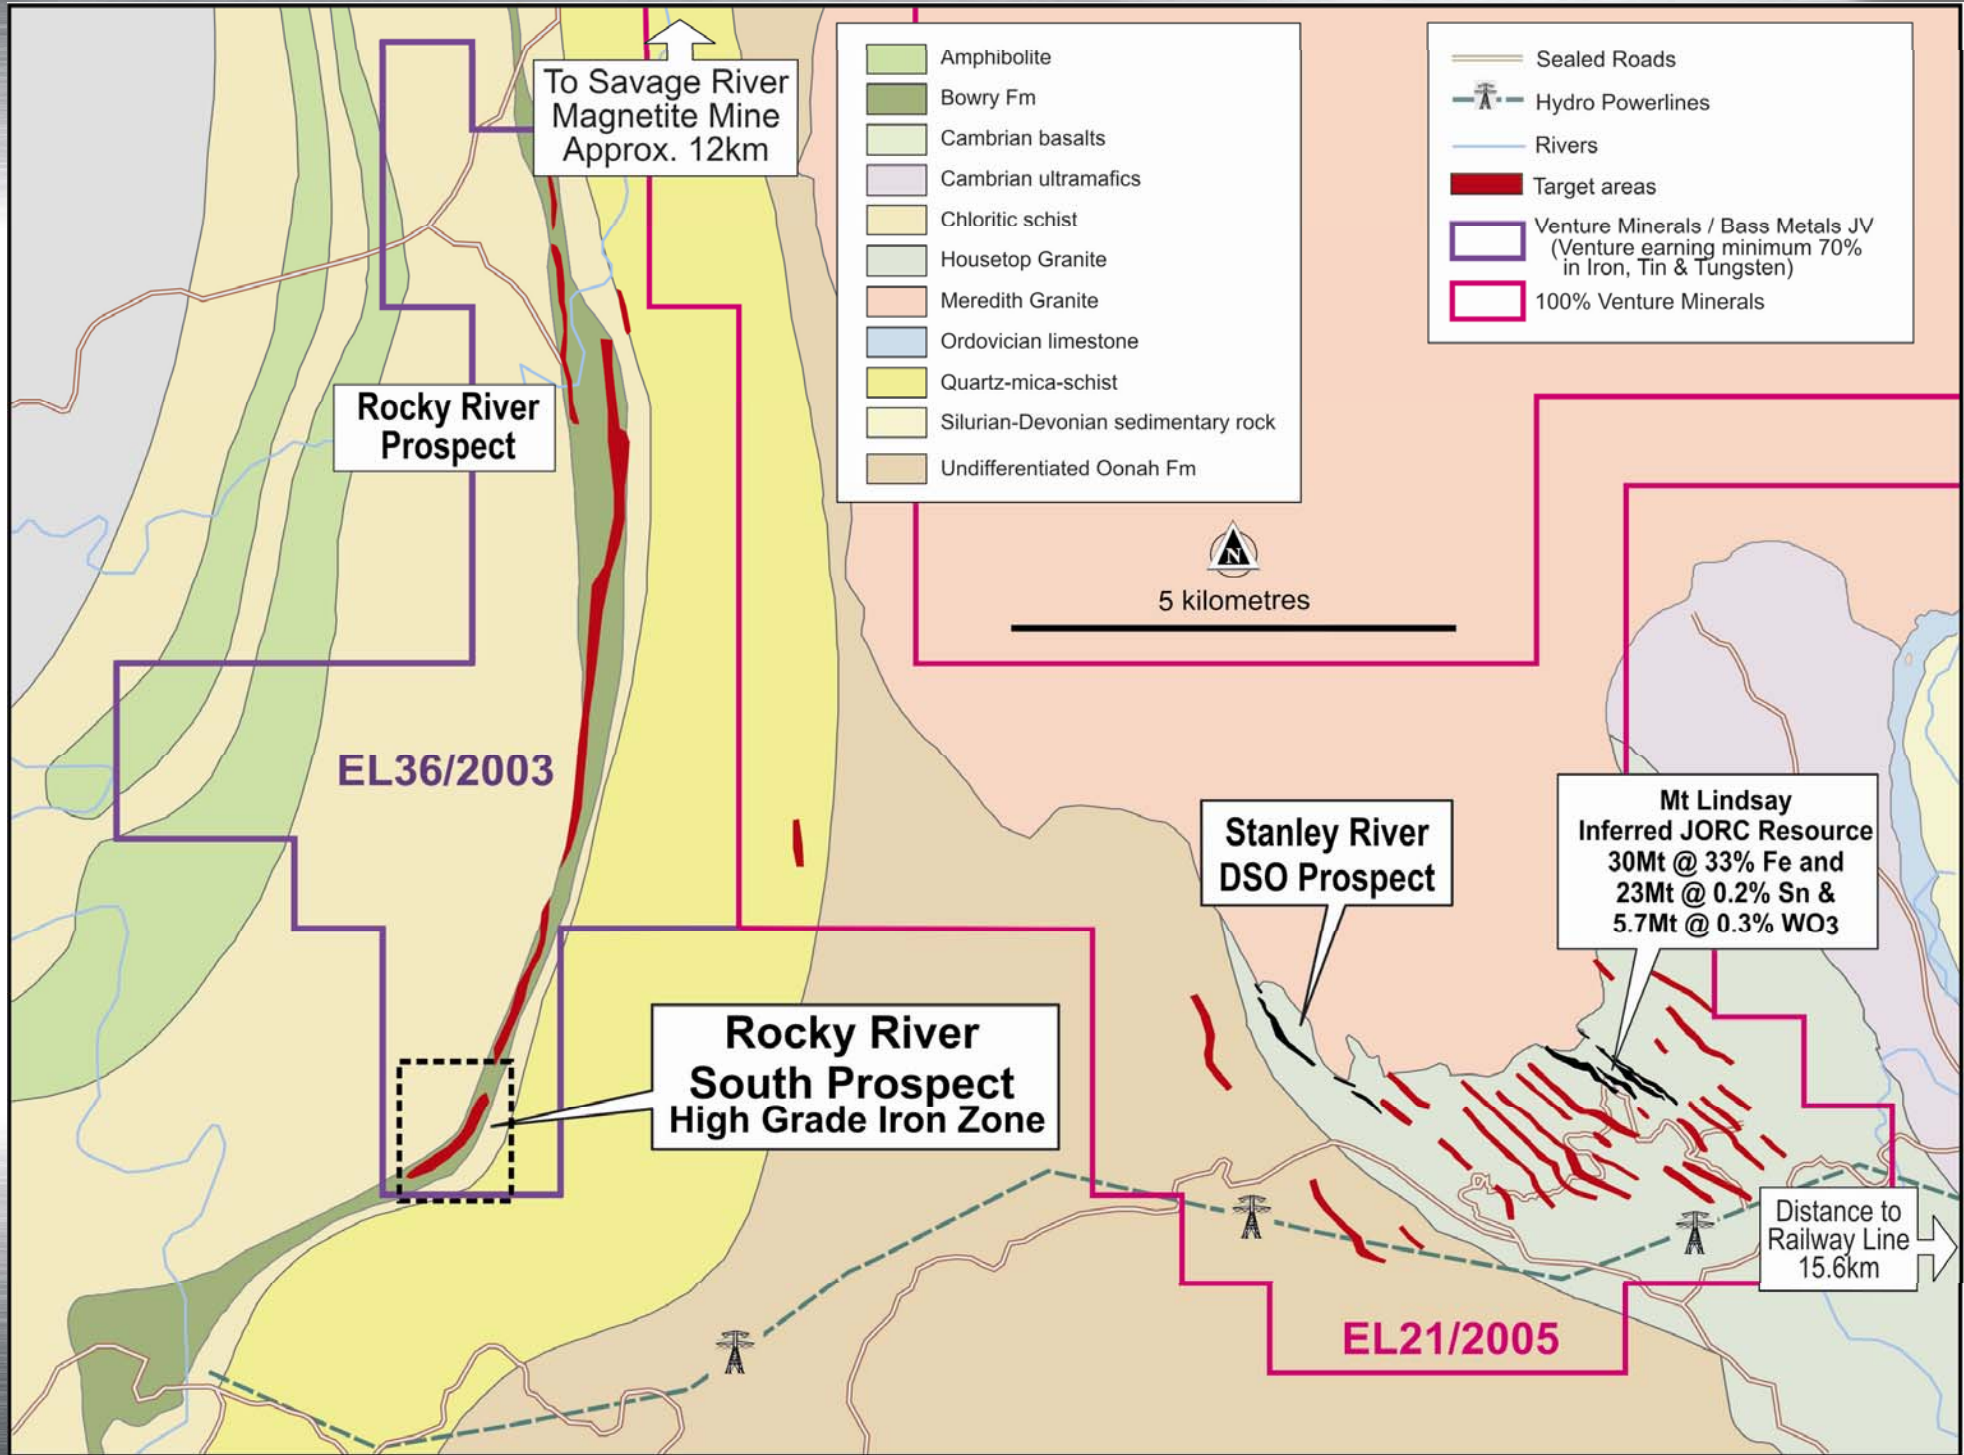 To Savage River
Magnetite Mine
Approx. 12km
Amphibolite
Bowry Fm
Cambrian basalts
Cambrian ultramafics
Chloritic schist
Housetop Granite
Meredith Granite
Ordovician limestone
Quartz-mica-schist
Silurian-Devonian sedimentary rock
Undifferentiated Oonah Fm
Sealed Roads
Hydro Powerlines
Rivers
Target areas
Venture Minerals / Bass Metals JV
(Venture earning minimum 70%
in Iron, Tin & Tungsten)
100% Venture Minerals
Rocky River
Prospect
N
5 kilometres
EL36/2003
Stanley River
DSO Prospect
Mt Lindsay
Inferred JORC Resource
30Mt @ 33% Fe and
23Mt @ 0.2% Sn &
5.7Mt @ 0.3% WO3
Rocky River
South Prospect
High Grade Iron Zone
Distance to
Railway Line
15.6km
EL21/2005